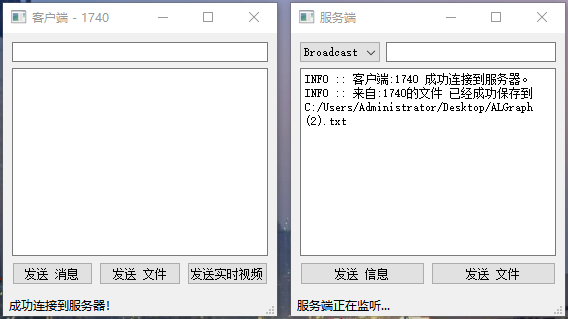 客户端 - 1740
发送 消息
发送 文件
发送实时视频
成功连接到服务器!
服务端
Broadcast
INFO :: 客户端:1740 成功连接到服务器。
INFO :: 来自:1740的文件 已经成功保存到
C:/Users/Administrator/Desktop/ALGraph
(2).txt
发送 信息
发送 文件
服务端正在监听...